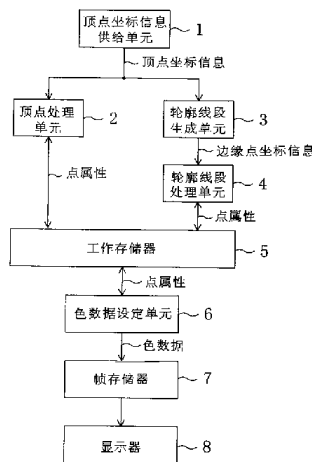 顶点坐标信息
供给单元
1
顶点坐标信息
顶点处理
单元
2
轮廓线段
生成单元
3
边缘点坐标信息
点属性
轮廓线段
处理单元
4
点属性
工作存储器
5
点属性
色数据设定单元
6
色数据
帧存储器
7
显示器
8